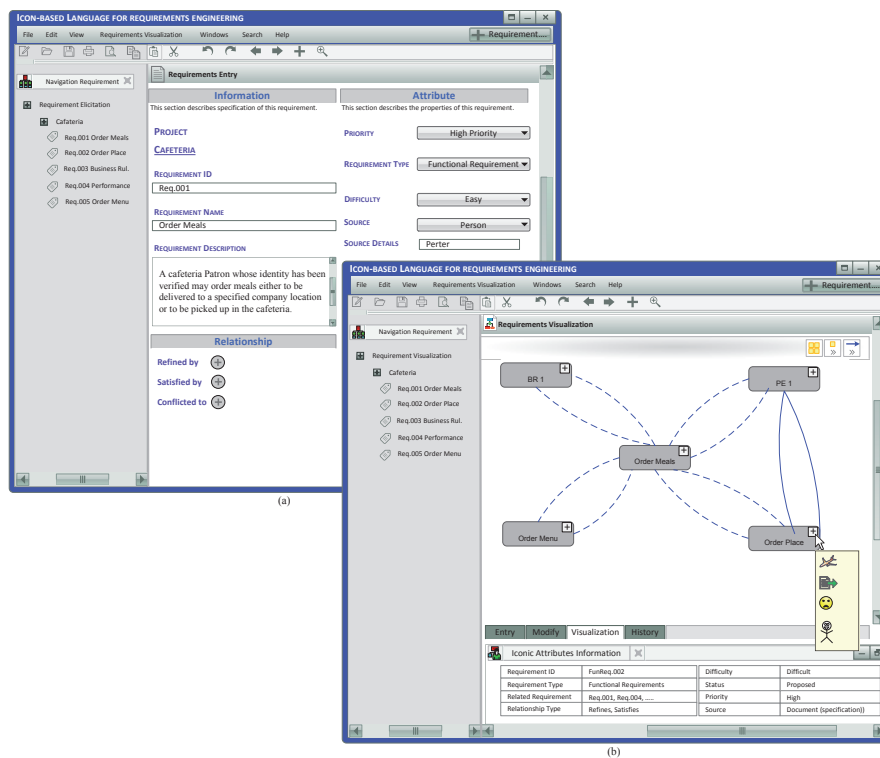 ICON-BASED LANGUAGE FOR REQUIREMENTS ENGINEERING
File Edit View Requirements Visualization Windows Search Help
Requirement....
Navigation Requirement
Requirement Elicitation
Cafeteria
Req.001 Order Meals
Req.002 Order Place
Req.003 Business Rul.
Req.004 Performance
Req.005 Order Menu
Requirements Entry
Information
This section describes specification of this requirement.
PROJECT
CAFETERIA
REQUIREMENT ID
Req.001
REQUIREMENT NAME
Order Meals
REQUIREMENT DESCRIPTION
A cafeteria Patron whose identity has been
verified may order meals either to be
delivered to a specified company location
or to be picked up in the cafeteria.
Relationship
Refined by
Satisfied by
Conflicted to
Attribute
This section describes the properties of this requirement.
PRIORITY High Priority
REQUIREMENT TYPE Functional Requirement
DIFFICULTY Easy
SOURCE Person
SOURCE DETAILS Perter
(a)
ICON-BASED LANGUAGE FOR REQUIREMENTS ENGINEERING
File Edit View Requirements Visualization Windows Search Help
Requirement....
Navigation Requirement
Requirement Visualization
Cafeteria
Req.001 Order Meals
Req.002 Order Place
Req.003 Business Rul.
Req.004 Performance
Req.005 Order Menu
Requirements Visualization
BR 1
PE 1
Order Meals
Order Menu
Order Place
Entry Modify Visualization History
Iconic Attributes Information
Requirement ID FunReq.002 Difficulty Difficult
Requirement Type Functional Requirements Status Proposed
Related Requirement Req.001, Req.004, ..... Priority High
Relationship Type Refines, Satisfies Source Document (specification))
(b)